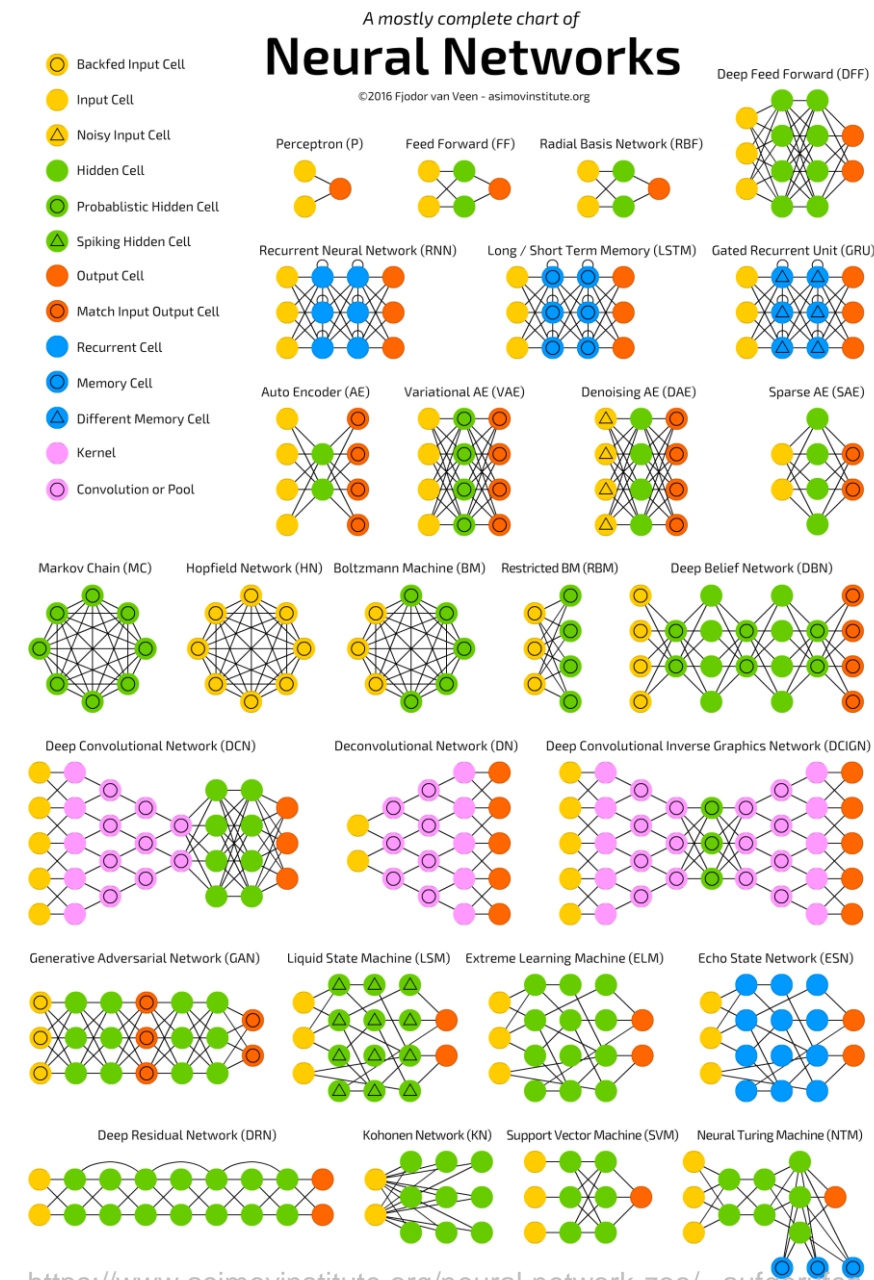 A mostly complete chart of
Neural Networks
©2016 Fjodor van Veen - asimovinstitute.org
Backfed Input Cell
Input Cell
Noisy Input Cell
Hidden Cell
Probablistic Hidden Cell
Spiking Hidden Cell
Output Cell
Match Input Output Cell
Recurrent Cell
Memory Cell
Different Memory Cell
Kernel
Convolution or Pool
Deep Feed Forward (DFF)
Perceptron (P)
Feed Forward (FF)
Radial Basis Network (RBF)
Recurrent Neural Network (RNN)
Long / Short Term Memory (LSTM)
Gated Recurrent Unit (GRU)
Auto Encoder (AE)
Variational AE (VAE)
Denoising AE (DAE)
Sparse AE (SAE)
Markov Chain (MC)
Hopfield Network (HN)
Boltzmann Machine (BM)
Restricted BM (RBM)
Deep Belief Network (DBN)
Deep Convolutional Network (DCN)
Deconvolutional Network (DN)
Deep Convolutional Inverse Graphics Network (DCIGN)
Generative Adversarial Network (GAN)
Liquid State Machine (LSM)
Extreme Learning Machine (ELM)
Echo State Network (ESN)
Deep Residual Network (DRN)
Kohonen Network (KN)
Support Vector Machine (SVM)
Neural Turing Machine (NTM)
https://www.asimovinstitute.org/neural-network-zoo/